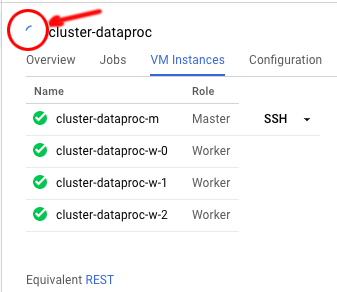 cluster-dataproc
Overview Jobs VM Instances Configuration
Name Role
cluster-dataproc-m Master SSH
cluster-dataproc-w-0 Worker
cluster-dataproc-w-1 Worker
cluster-dataproc-w-2 Worker
Equivalent REST